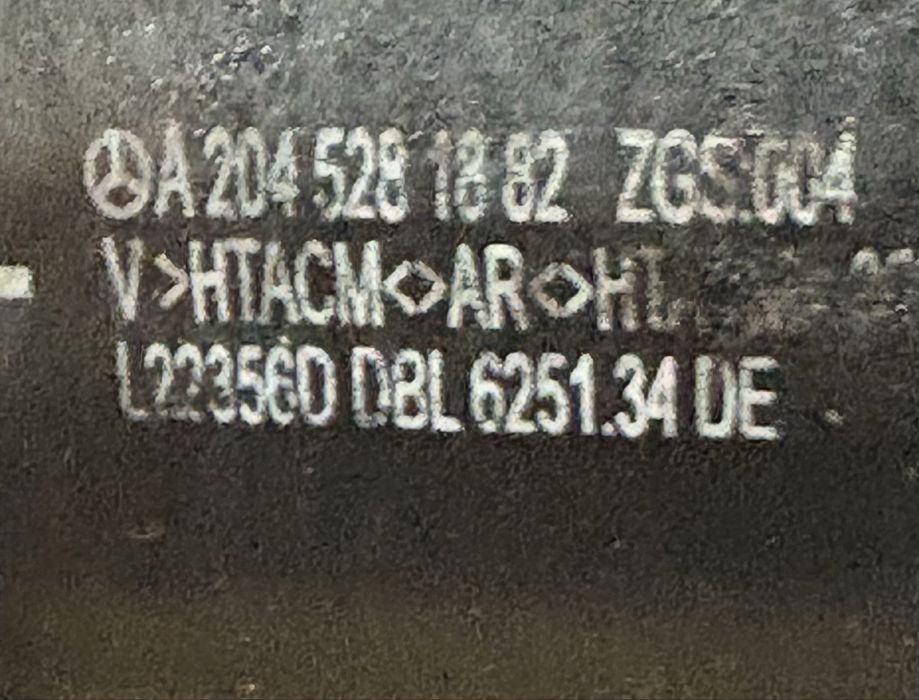 A 204 528 18 82 ZGS:004
V>HTACM<>AR<>HT
L22356D DBL 6251.34 DE